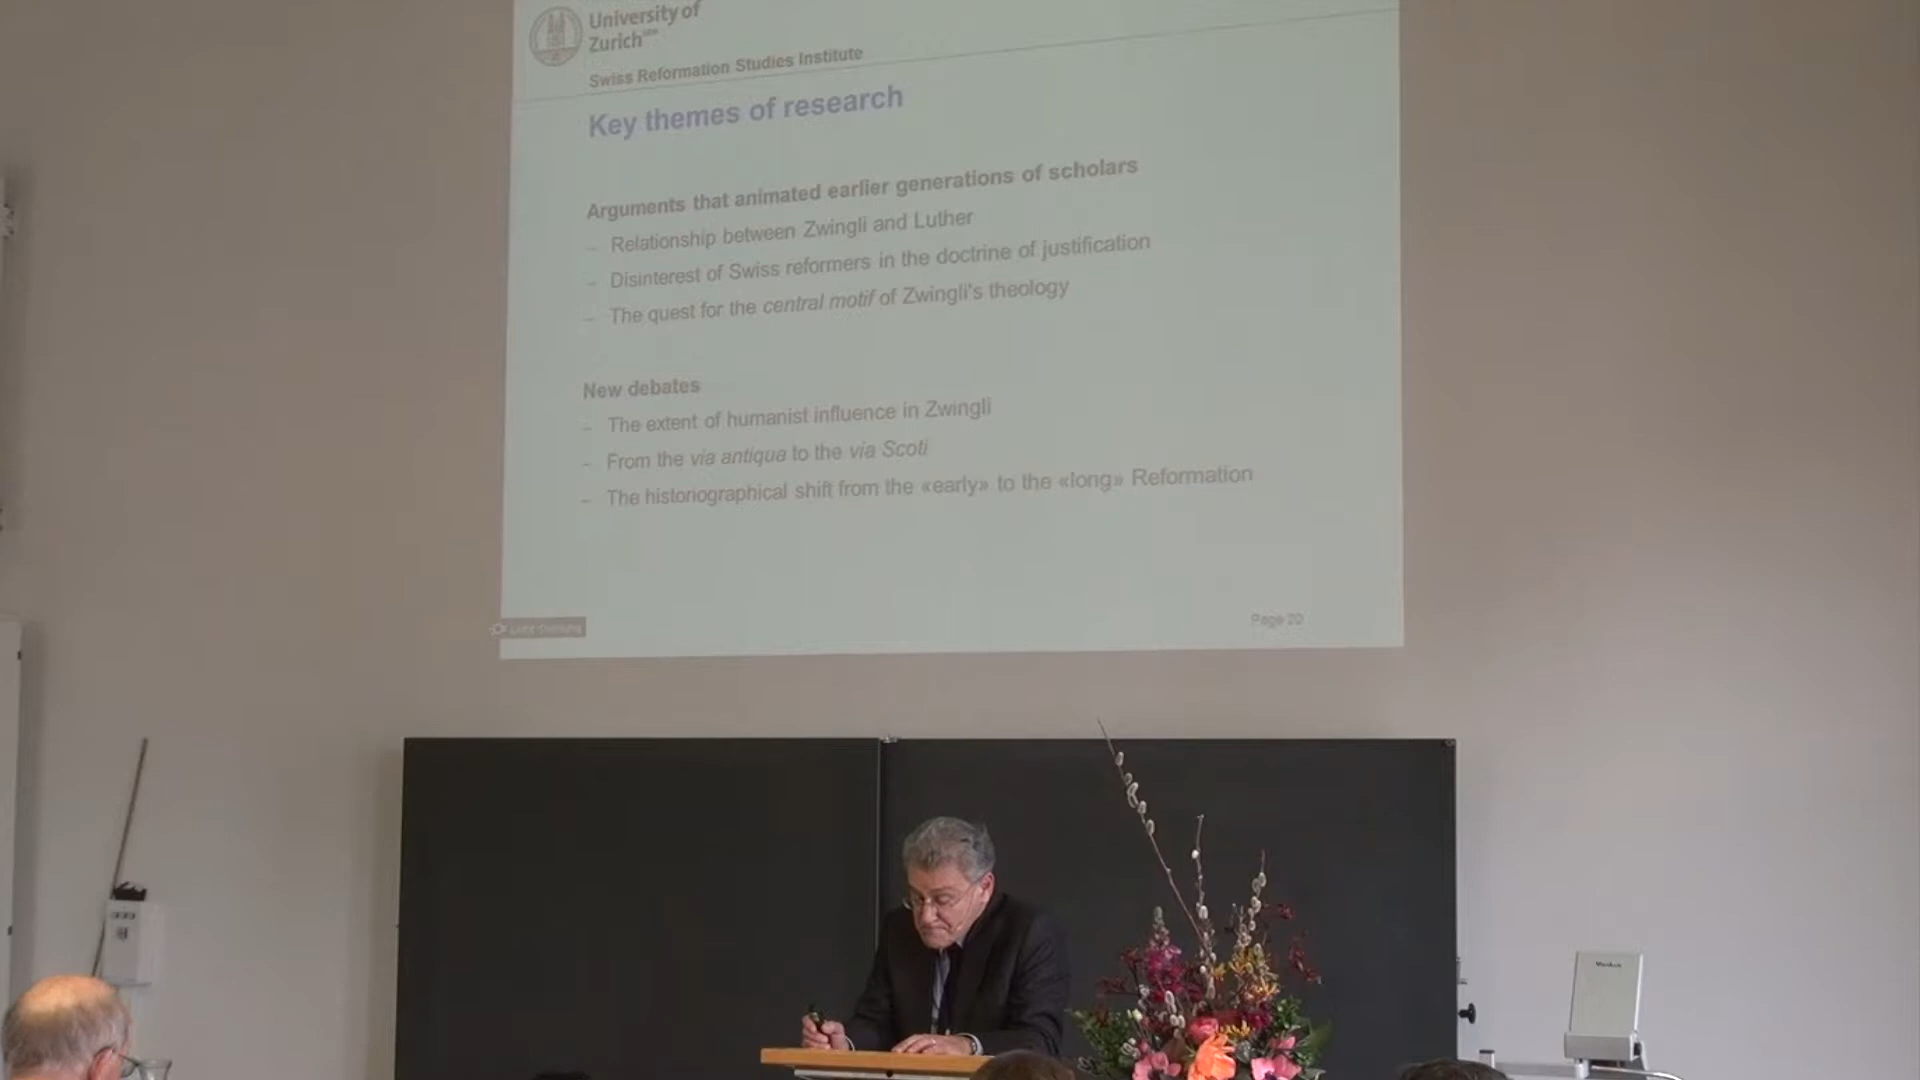 University of
Zurich
Swiss Reformation Studies Institute
Key themes of research
Arguments that animated earlier generations of scholars
– Relationship between Zwingli and Luther
– Disinterest of Swiss reformers in the doctrine of justification
– The quest for the central motif of Zwingli's theology
New debates
– The extent of humanist influence in Zwingli
– From the via antiqua to the via Scoti
– The historiographical shift from the «early» to the «long» Reformation
Page 20